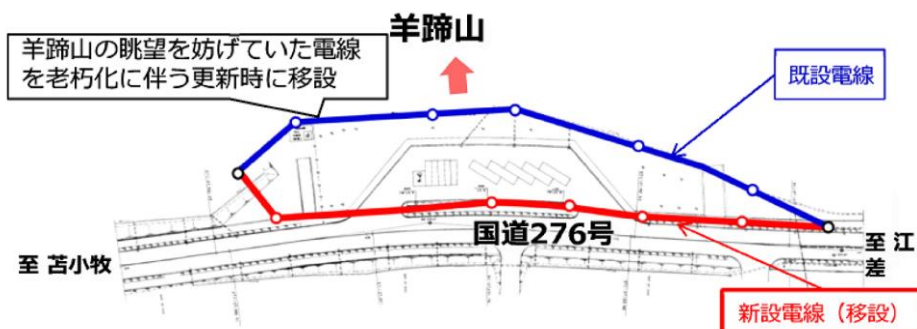 羊蹄山
羊蹄山の眺望を妨げていた電線
を老朽化に伴う更新時に移設
既設電線
国道276号
至 苫小牧
至 江
差
新設電線（移設）